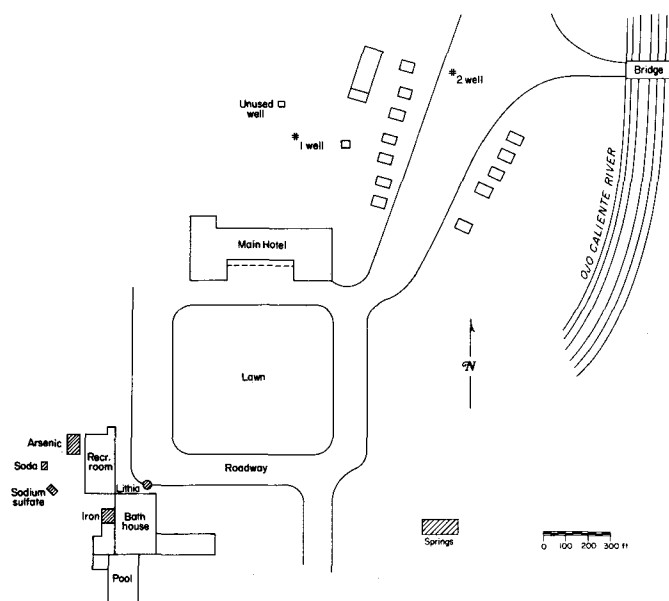 Bridge
#2 well
Unused
well
#1 well
OJO CALIENTE RIVER
Main Hotel
N
Lawn
Arsenic
Recr.
room
Soda
Roadway
Lithia
Sodium
sulfate
Iron
Bath
house
Springs
0 100 200 300 ft
Pool